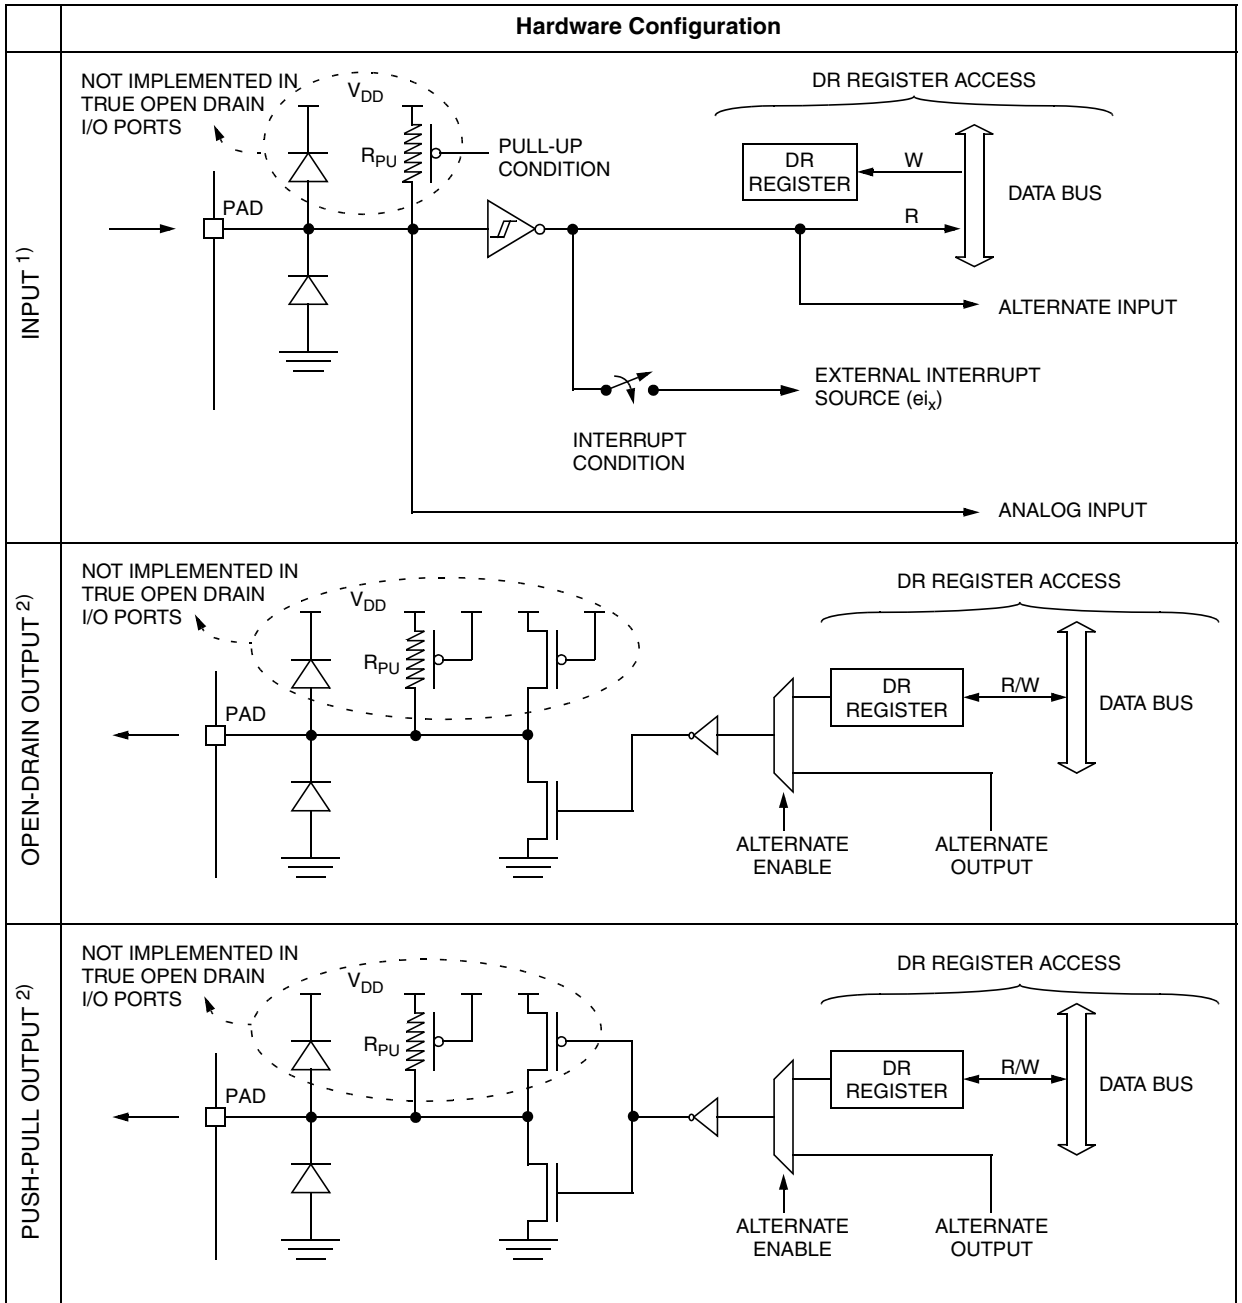 Hardware Configuration
INPUT 1)
NOT IMPLEMENTED IN
TRUE OPEN DRAIN
I/O PORTS
VDD
RPU
PULL-UP
CONDITION
PAD
DR REGISTER ACCESS
DR
REGISTER
W
R
DATA BUS
ALTERNATE INPUT
EXTERNAL INTERRUPT
SOURCE (eix)
INTERRUPT
CONDITION
ANALOG INPUT
OPEN-DRAIN OUTPUT 2)
NOT IMPLEMENTED IN
TRUE OPEN DRAIN
I/O PORTS
VDD
RPU
PAD
DR REGISTER ACCESS
DR
REGISTER
R/W
DATA BUS
ALTERNATE
ENABLE
ALTERNATE
OUTPUT
PUSH-PULL OUTPUT 2)
NOT IMPLEMENTED IN
TRUE OPEN DRAIN
I/O PORTS
VDD
RPU
PAD
DR REGISTER ACCESS
DR
REGISTER
R/W
DATA BUS
ALTERNATE
ENABLE
ALTERNATE
OUTPUT